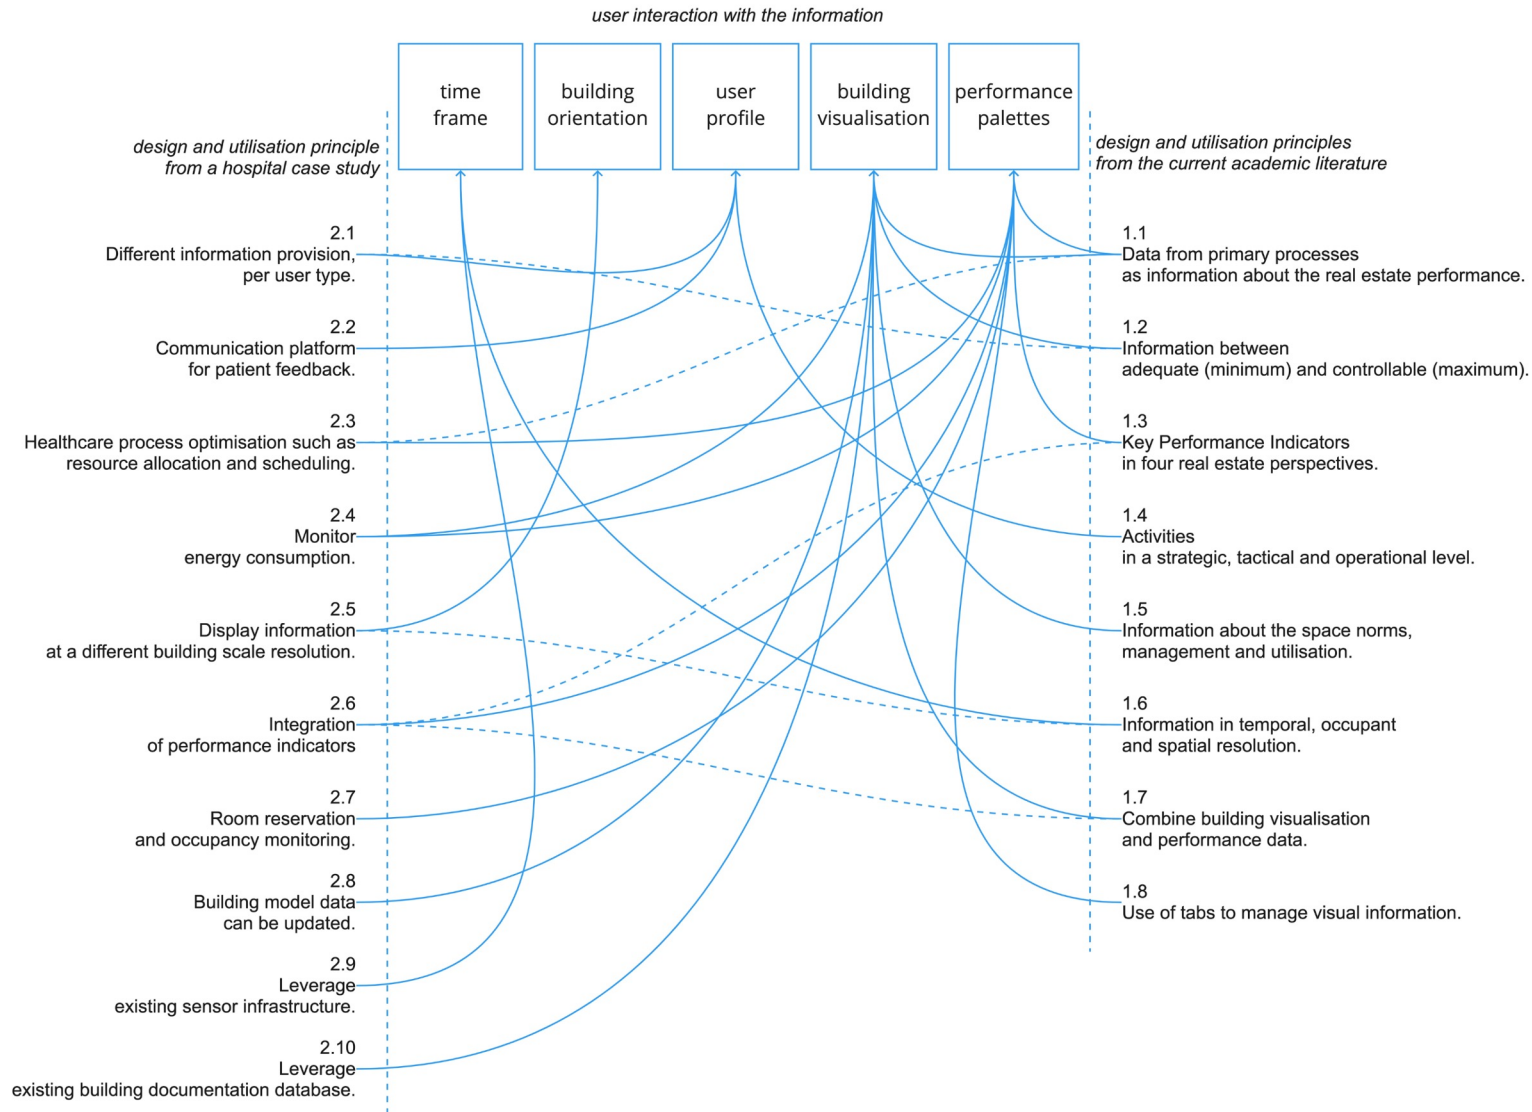 user interaction with the information
time
frame
building
orientation
user
profile
building
visualisation
performance
palettes
design and utilisation principle
from a hospital case study
2.1
Different information provision,
per user type.
2.2
Communication platform
for patient feedback.
2.3
Healthcare process optimisation such as
resource allocation and scheduling.
2.4
Monitor
energy consumption.
2.5
Display information
at a different building scale resolution.
2.6
Integration
of performance indicators
2.7
Room reservation
and occupancy monitoring.
2.8
Building model data
can be updated.
2.9
Leverage
existing sensor infrastructure.
2.10
Leverage
existing building documentation database.
design and utilisation principles
from the current academic literature
1.1
Data from primary processes
as information about the real estate performance.
1.2
Information between
adequate (minimum) and controllable (maximum).
1.3
Key Performance Indicators
in four real estate perspectives.
1.4
Activities
in a strategic, tactical and operational level.
1.5
Information about the space norms,
management and utilisation.
1.6
Information in temporal, occupant
and spatial resolution.
1.7
Combine building visualisation
and performance data.
1.8
Use of tabs to manage visual information.